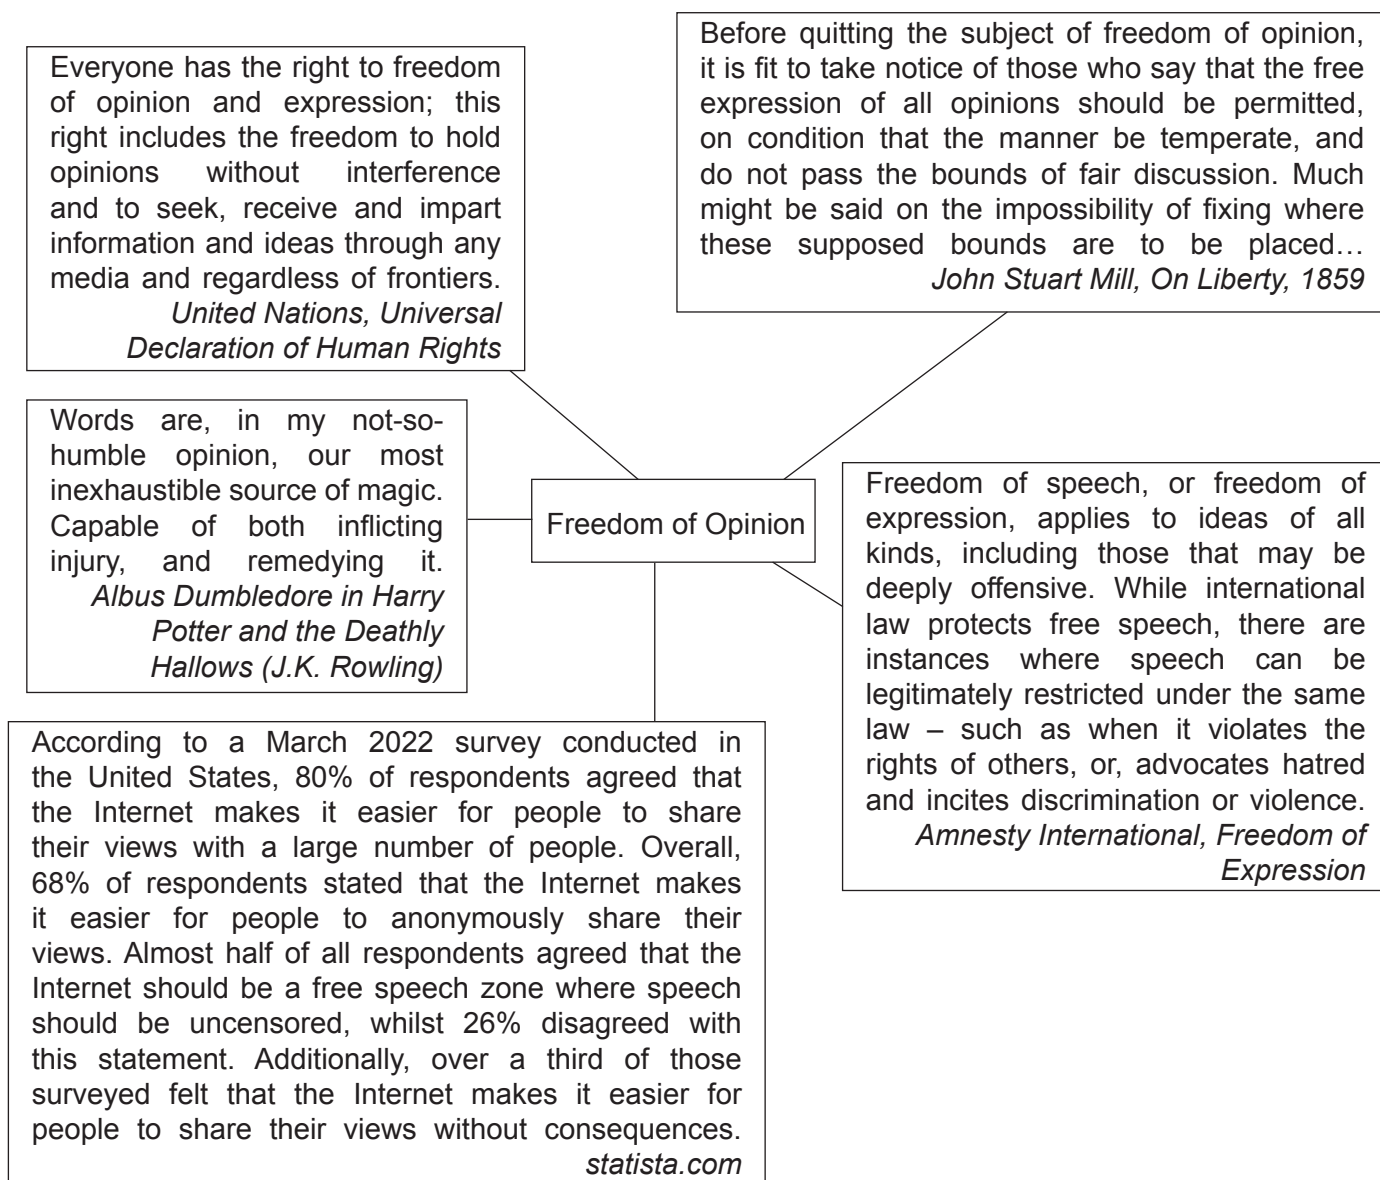 Everyone has the right to freedom
of opinion and expression; this
right includes the freedom to hold
opinions without interference
and to seek, receive and impart
information and ideas through any
media and regardless of frontiers.
United Nations, Universal
Declaration of Human Rights
Before quitting the subject of freedom of opinion,
it is fit to take notice of those who say that the free
expression of all opinions should be permitted,
on condition that the manner be temperate, and
do not pass the bounds of fair discussion. Much
might be said on the impossibility of fixing where
these supposed bounds are to be placed…
John Stuart Mill, On Liberty, 1859
Words are, in my not-so-
humble opinion, our most
inexhaustible source of magic.
Capable of both inflicting
injury, and remedying it.
Albus Dumbledore in Harry
Potter and the Deathly
Hallows (J.K. Rowling)
Freedom of Opinion
Freedom of speech, or freedom of
expression, applies to ideas of all
kinds, including those that may be
deeply offensive. While international
law protects free speech, there are
instances where speech can be
legitimately restricted under the same
law – such as when it violates the
rights of others, or, advocates hatred
and incites discrimination or violence.
Amnesty International, Freedom of
Expression
According to a March 2022 survey conducted in
the United States, 80% of respondents agreed that
the Internet makes it easier for people to share
their views with a large number of people. Overall,
68% of respondents stated that the Internet makes
it easier for people to anonymously share their
views. Almost half of all respondents agreed that the
Internet should be a free speech zone where speech
should be uncensored, whilst 26% disagreed with
this statement. Additionally, over a third of those
surveyed felt that the Internet makes it easier for
people to share their views without consequences.
statista.com